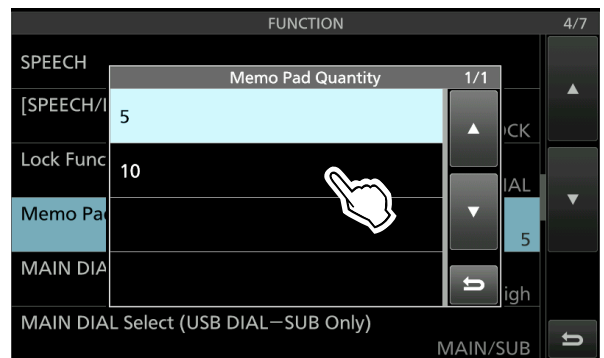 FUNCTION 4/7
SPEECH
Memo Pad Quantity 1/1
[SPEECH/
5
CK
Lock Func
10
IAL
Memo Pa
5
MAIN DIA
igh
MAIN DIAL Select (USB DIAL−SUB Only)
MAIN/SUB